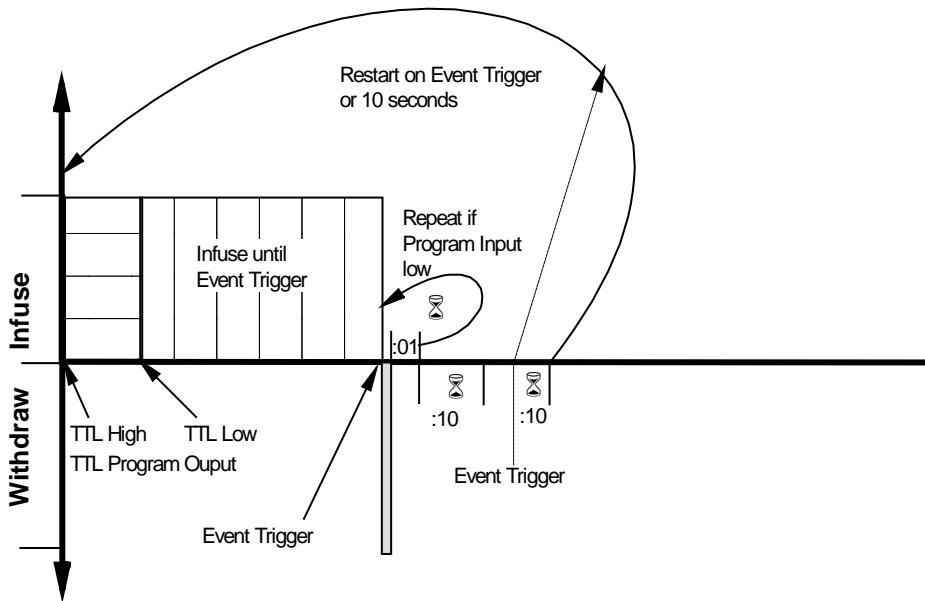 Restart on Event Trigger
or 10 seconds
Repeat if
Program Input
low
Infuse until
Event Trigger
Infuse
:01
Withdraw
TTL High
TTL Low
TTL Program Ouput
:10
:10
Event Trigger
Event Trigger